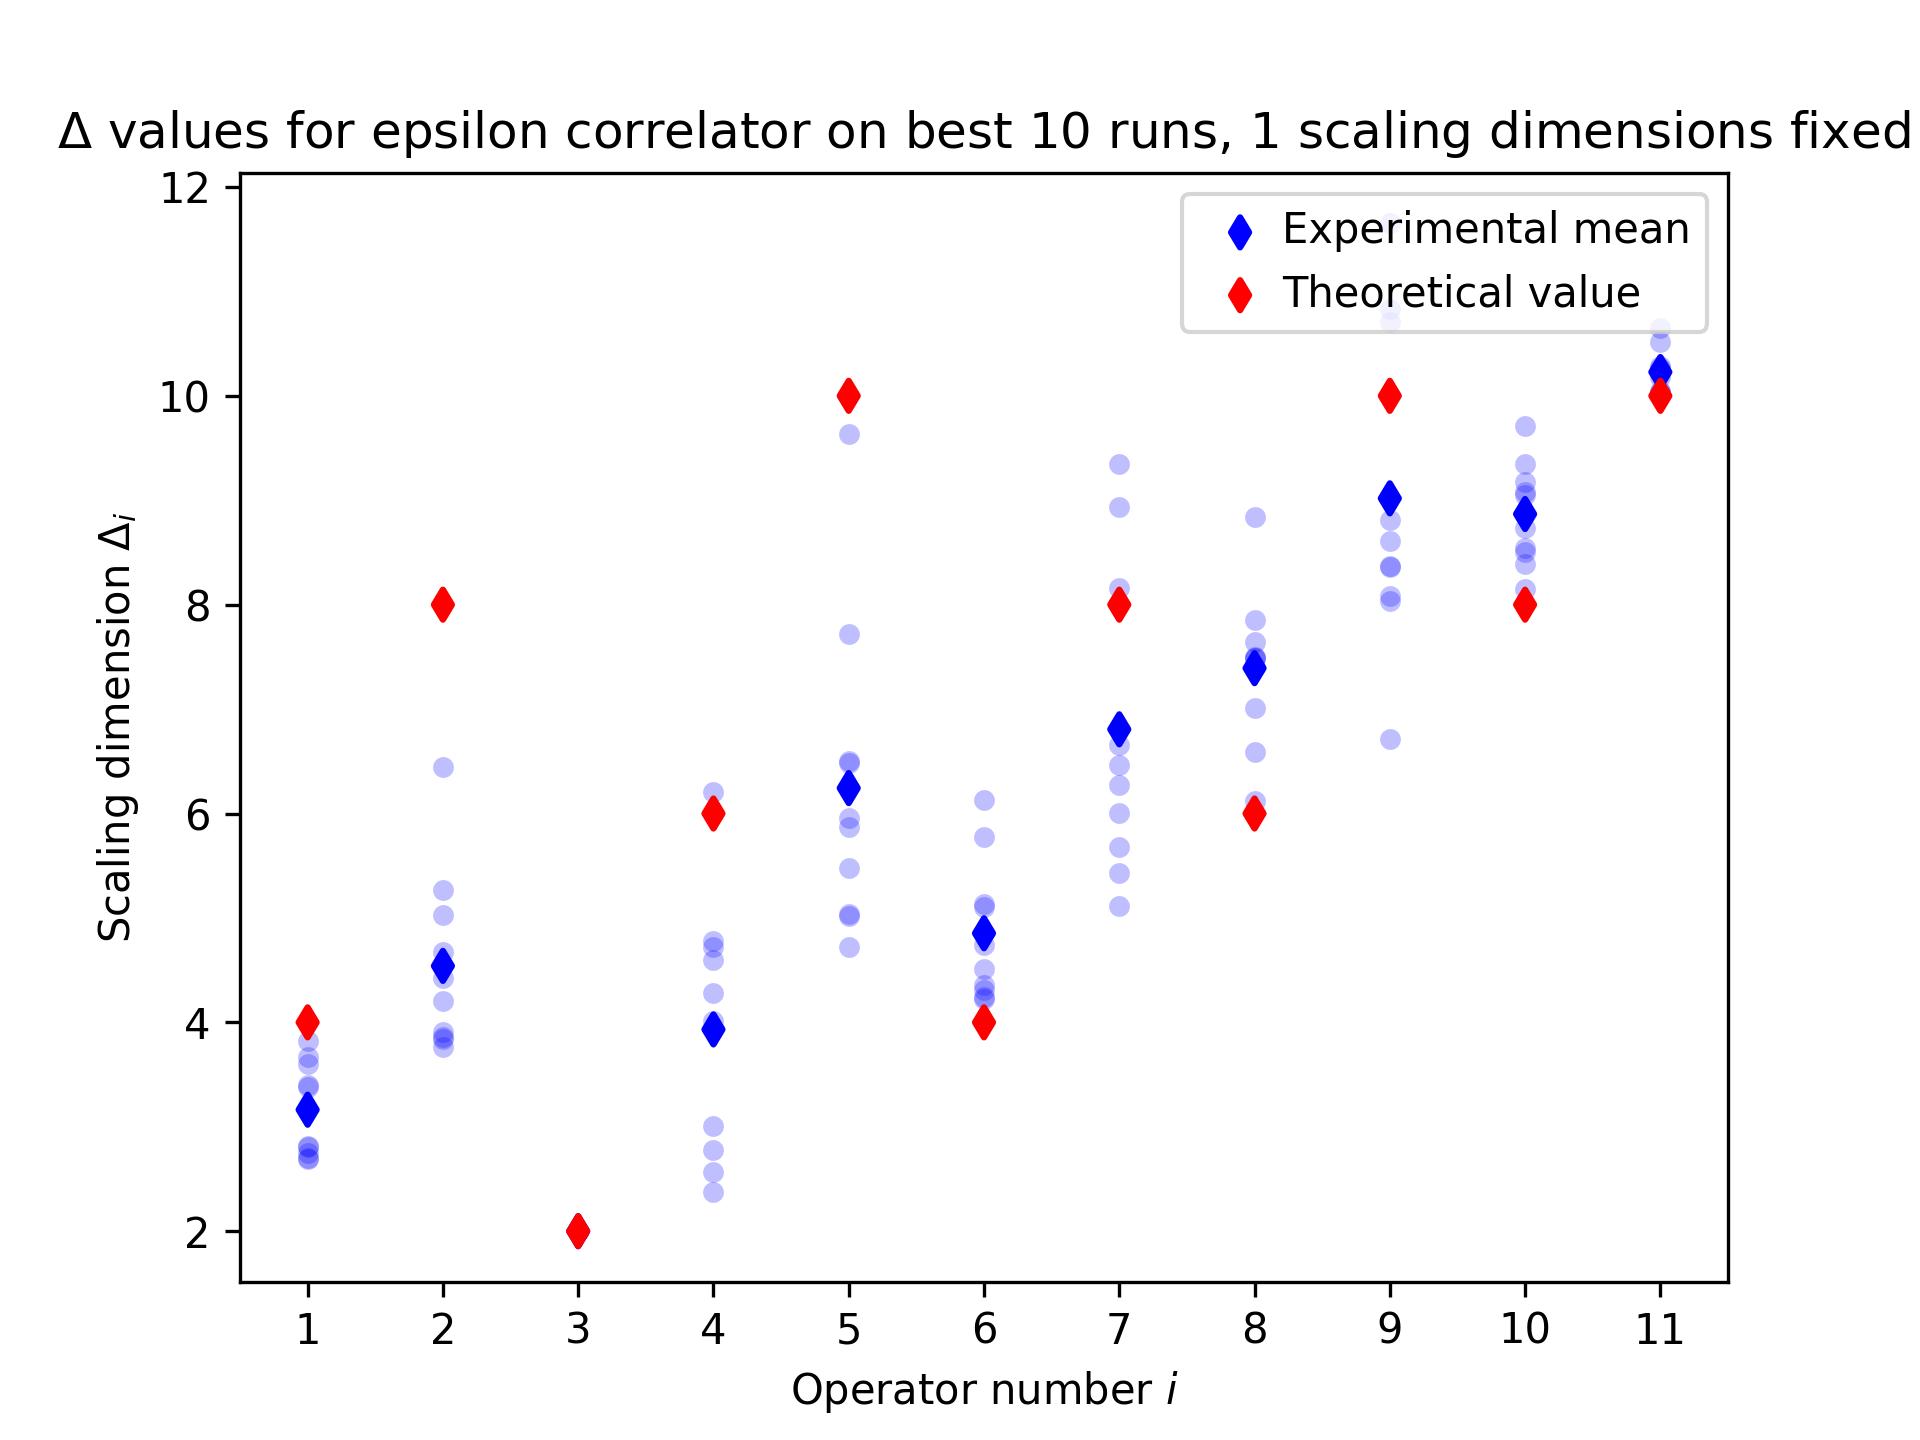 Δ values for epsilon correlator on best 10 runs, 1 scaling dimensions fixed
12
10
8
6
4
2
Scaling dimension Δᵢ
Experimental mean
Theoretical value
1 2 3 4 5 6 7 8 9 10 11
Operator number i